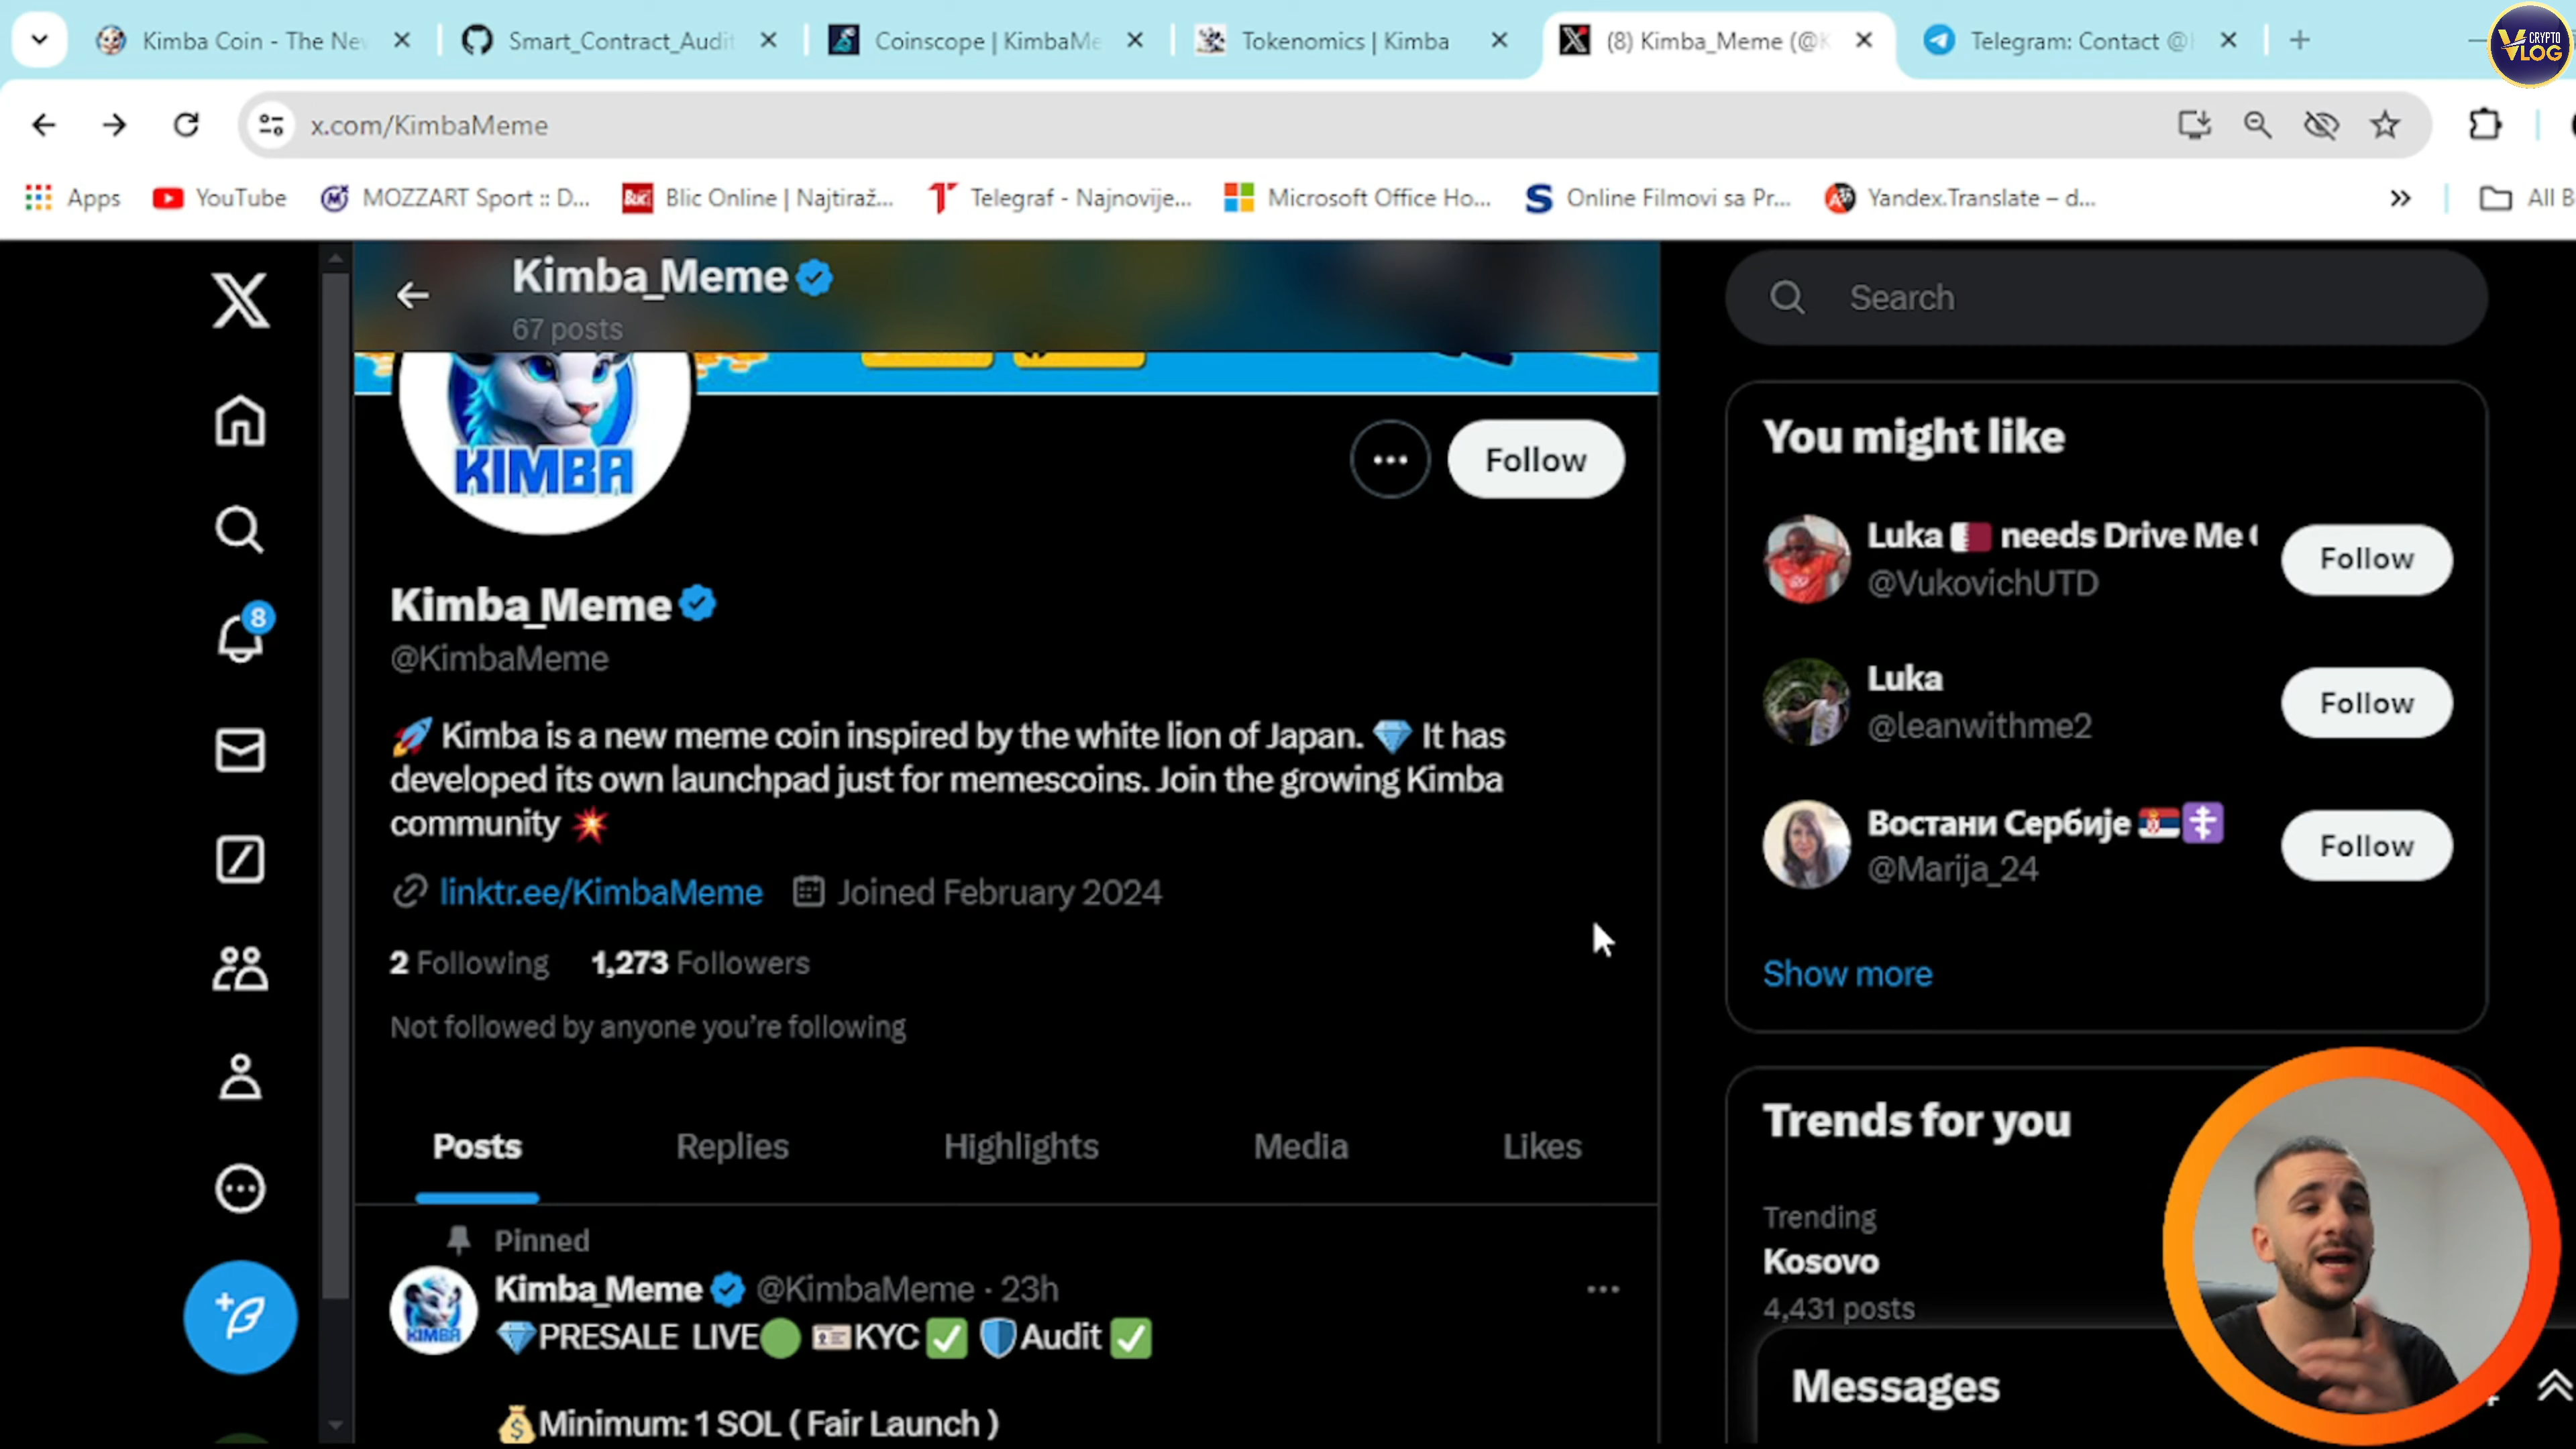 Kimba Coin - The Ne
Smart_Contract_Audit
Coinscope | KimbaMe
Tokenomics | Kimba
(8) Kimba_Meme (@K
Telegram: Contact @
CRYPTO
VLOG
x.com/KimbaMeme
Apps
YouTube
MOZZART Sport :: D...
Blic Online | Najtiraž...
Telegraf - Najnovije...
Microsoft Office Ho...
Online Filmovi sa Pr...
Yandex.Translate – d...
All B
Kimba_Meme
67 posts
Search
KIMBA
Follow
Kimba_Meme
@KimbaMeme
🚀 Kimba is a new meme coin inspired by the white lion of Japan. 💎 It has
developed its own launchpad just for memescoins. Join the growing Kimba
community 💥
linktr.ee/KimbaMeme Joined February 2024
2 Following 1,273 Followers
Not followed by anyone you're following
Posts
Replies
Highlights
Media
Likes
Pinned
KIMBA
Kimba_Meme @KimbaMeme · 23h
💎PRESALE LIVE🟢 🪪KYC ✅ 🛡️Audit ✅
💰Minimum: 1 SOL ( Fair Launch )
8
You might like
Luka 🇶🇦 needs Drive Me
@VukovichUTD
Follow
Luka
@leanwithme2
Follow
Востани Сербије 🇷🇸☦️
@Marija_24
Follow
Show more
Trends for you
Trending
Kosovo
4,431 posts
Messages